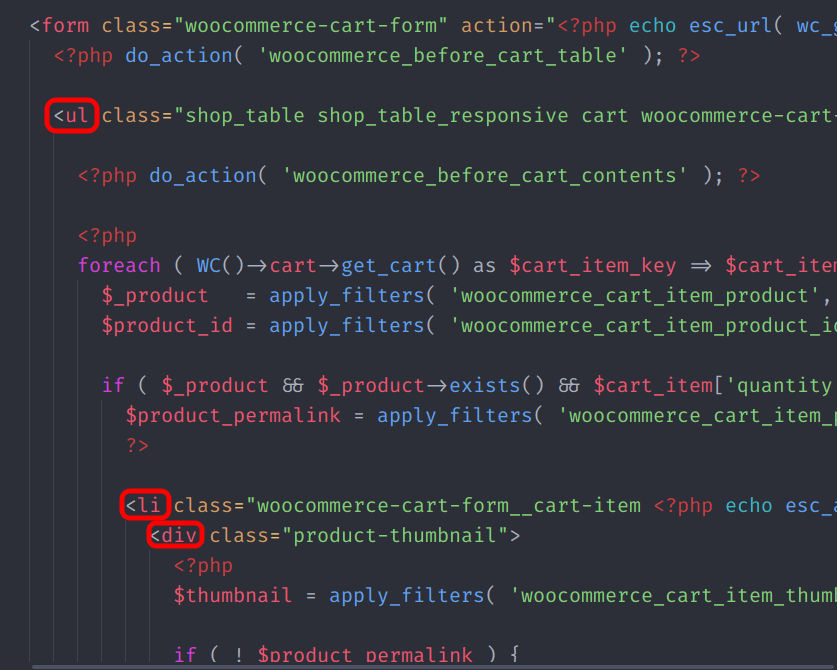 <form class="woocommerce-cart-form" action="<?php echo esc_url( wc_g
<?php do_action( 'woocommerce_before_cart_table' ); ?>
<ul class="shop_table shop_table_responsive cart woocommerce-cart-
<?php do_action( 'woocommerce_before_cart_contents' ); ?>
<?php
foreach ( WC()->cart->get_cart() as $cart_item_key => $cart_item
$_product   = apply_filters( 'woocommerce_cart_item_product',
$product_id = apply_filters( 'woocommerce_cart_item_product_id
if ( $_product && $_product->exists() && $cart_item['quantity
$product_permalink = apply_filters( 'woocommerce_cart_item_p
?>
<li class="woocommerce-cart-form__cart-item <?php echo esc_a
<div class="product-thumbnail">
<?php
$thumbnail = apply_filters( 'woocommerce_cart_item_thumb
if ( ! $product_permalink ) {